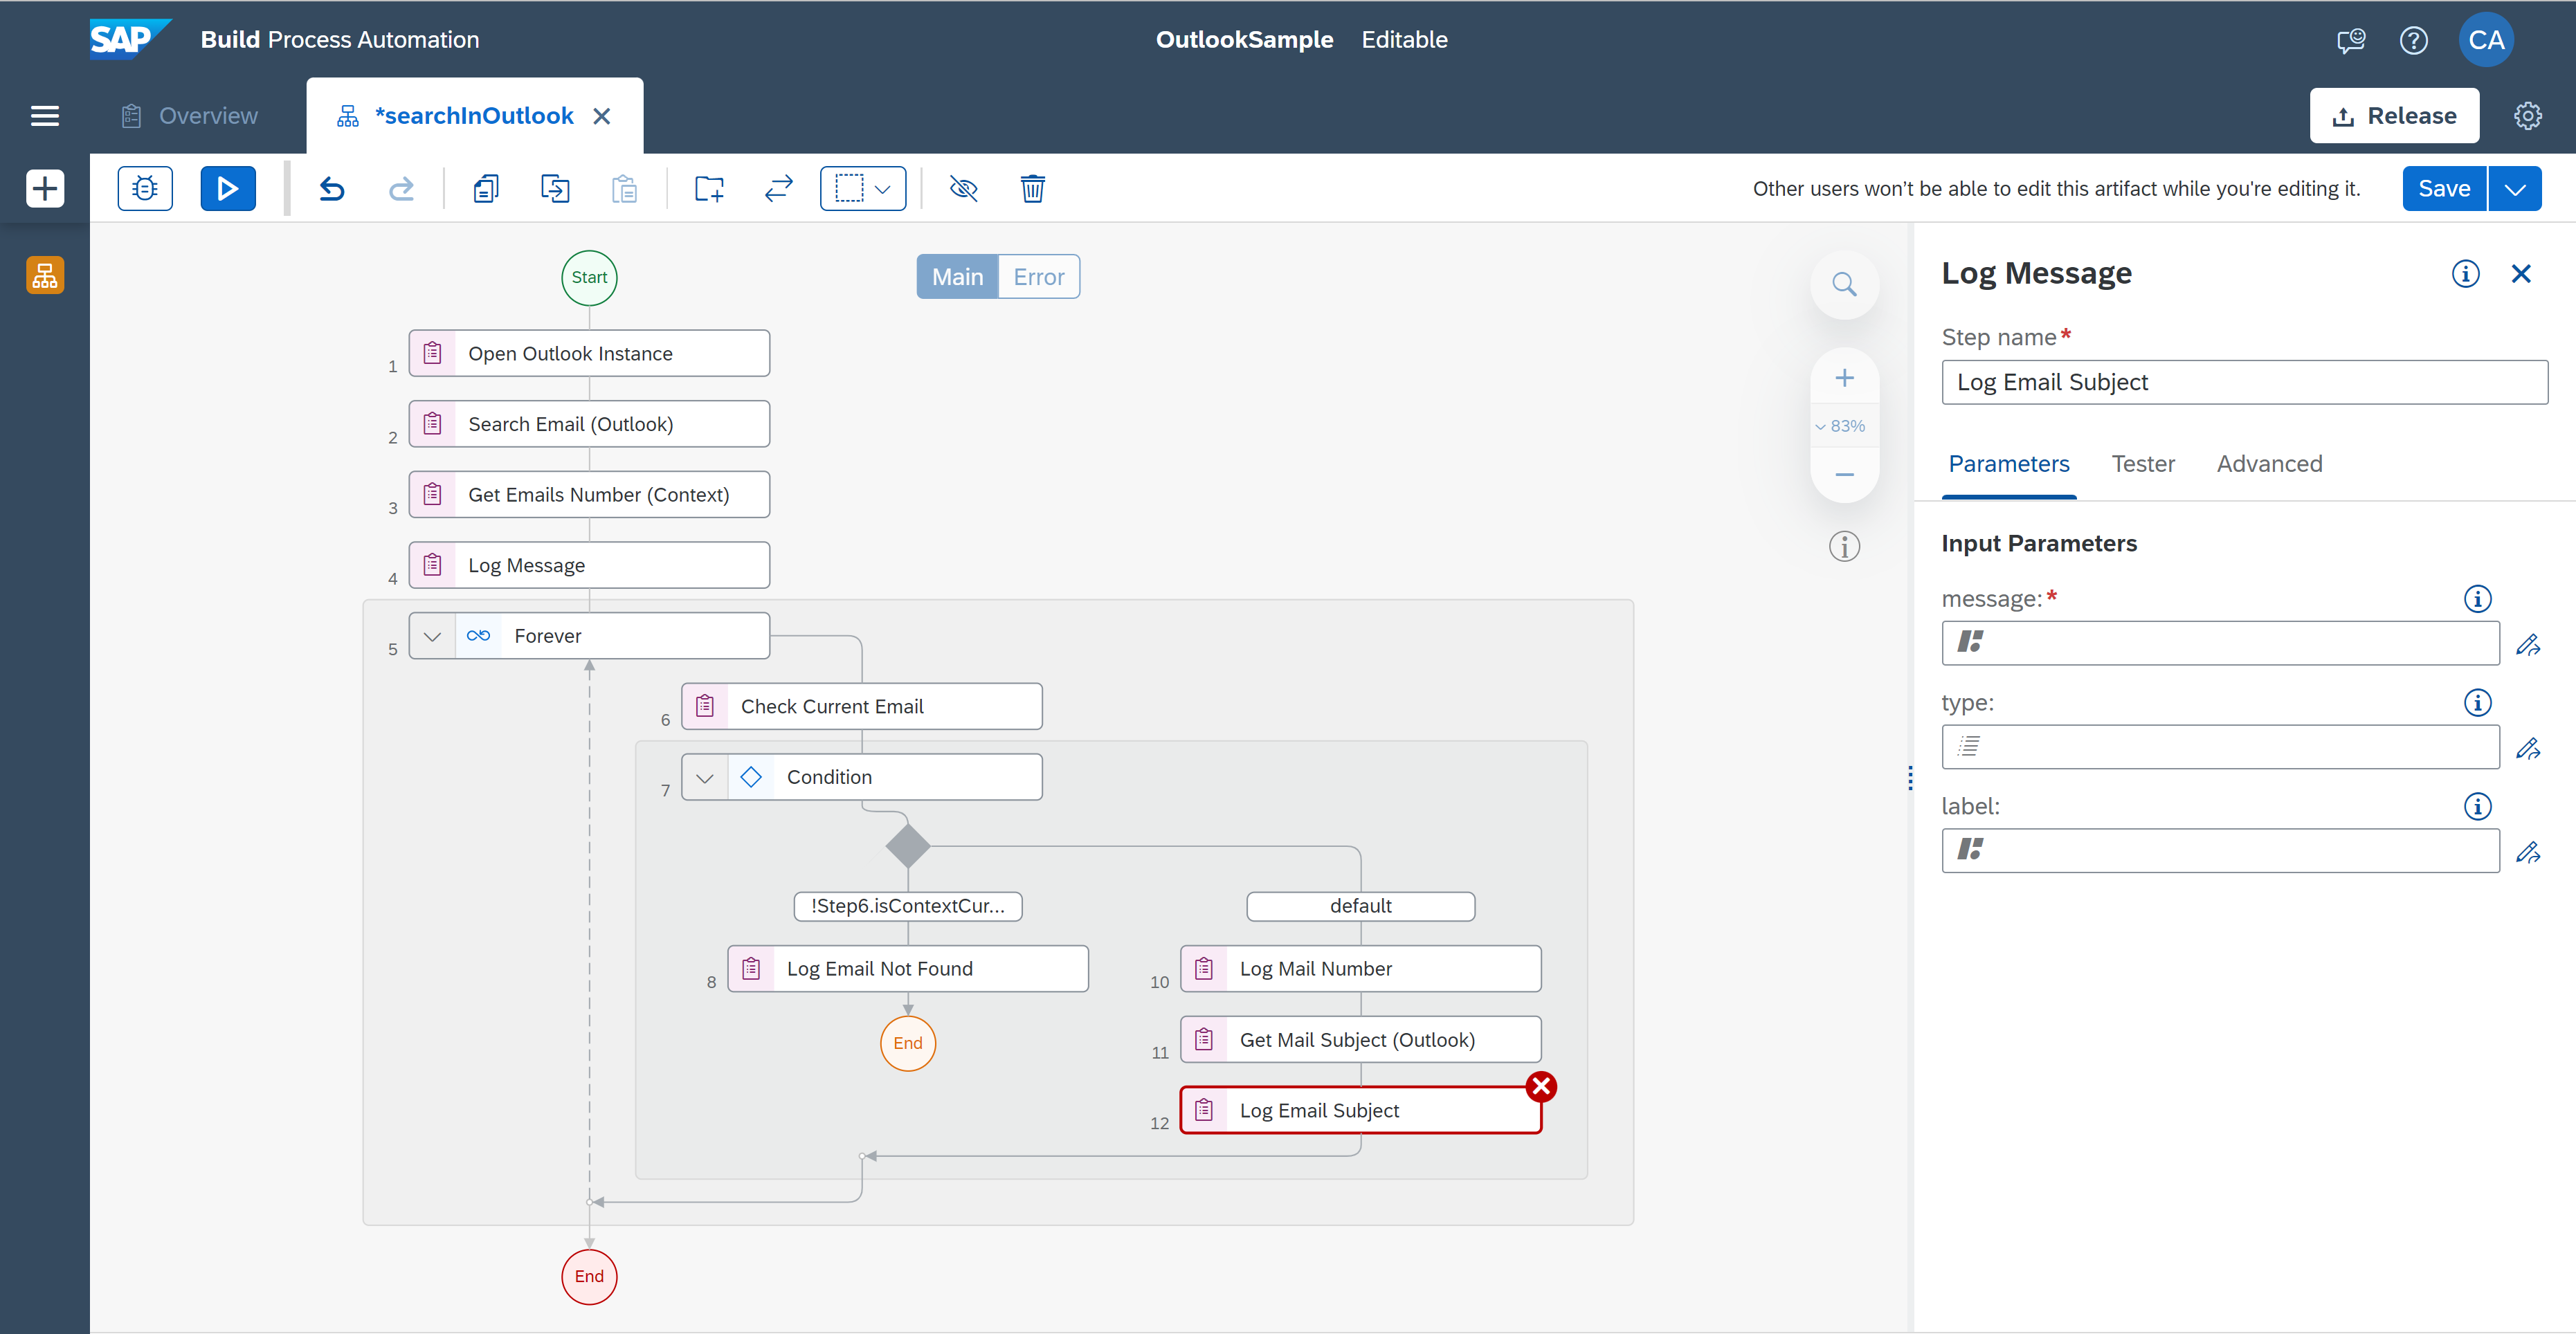 SAP Build Process Automation
OutlookSample Editable
CA
Overview
*searchInOutlook
Release
Other users won't be able to edit this artifact while you're editing it.
Save
Start
Main Error
1 Open Outlook Instance
2 Search Email (Outlook)
3 Get Emails Number (Context)
4 Log Message
5 Forever
6 Check Current Email
7 Condition
!Step6.isContextCur...
default
8 Log Email Not Found
10 Log Mail Number
End
11 Get Mail Subject (Outlook)
12 Log Email Subject
End
83%
Log Message
Step name*
Log Email Subject
Parameters Tester Advanced
Input Parameters
message:*
type:
label: